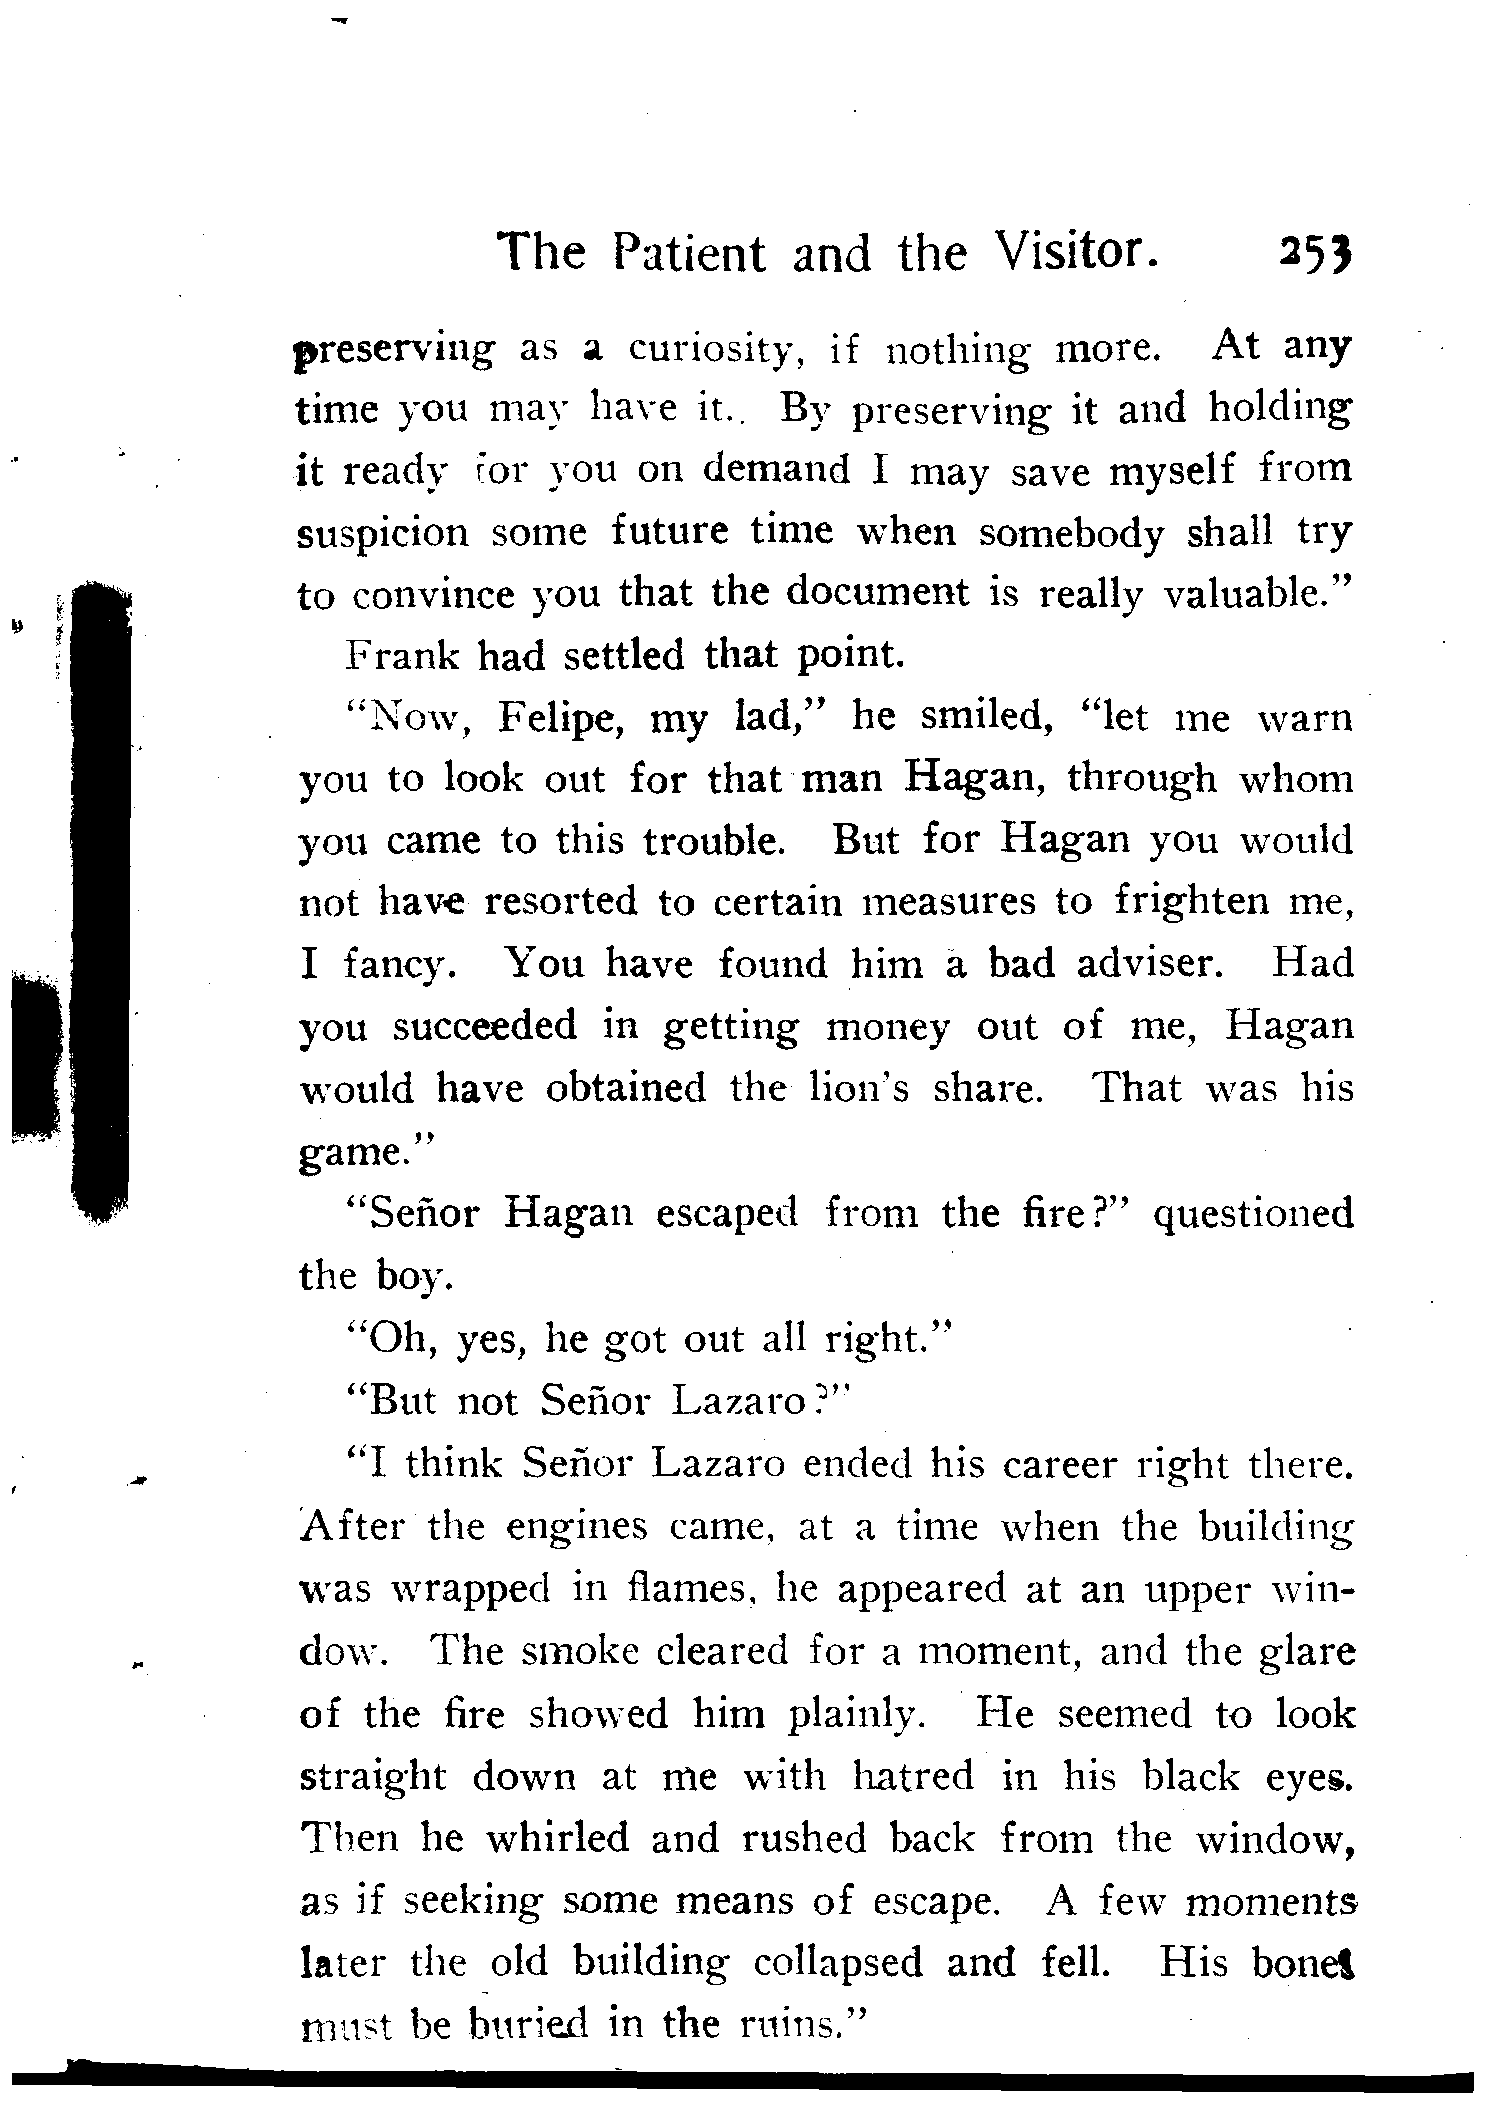 The Patient and the Visitor. 253
preserving as a curiosity, if nothing more. At any
time you may have it. By preserving it and holding
it ready for you on demand I may save myself from
suspicion some future time when somebody shall try
to convince you that the document is really valuable."
Frank had settled that point.
"Now, Felipe, my lad," he smiled, "let me warn
you to look out for that man Hagan, through whom
you came to this trouble. But for Hagan you would
not have resorted to certain measures to frighten me,
I fancy. You have found him a bad adviser. Had
you succeeded in getting money out of me, Hagan
would have obtained the lion's share. That was his
game."
"Señor Hagan escaped from the fire?" questioned
the boy.
"Oh, yes, he got out all right."
"But not Señor Lazaro?"
"I think Señor Lazaro ended his career right there.
After the engines came, at a time when the building
was wrapped in flames, he appeared at an upper win-
dow. The smoke cleared for a moment, and the glare
of the fire showed him plainly. He seemed to look
straight down at me with hatred in his black eyes.
Then he whirled and rushed back from the window,
as if seeking some means of escape. A few moments
later the old building collapsed and fell. His bones
must be buried in the ruins."